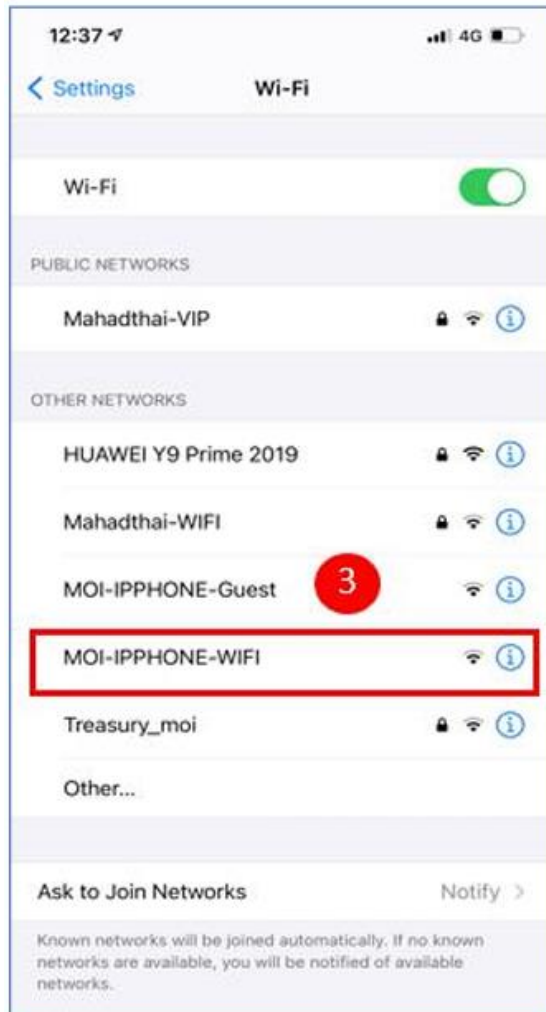 12:37 4G
Settings Wi-Fi
Wi-Fi
PUBLIC NETWORKS
Mahadthai-VIP
OTHER NETWORKS
HUAWEI Y9 Prime 2019
Mahadthai-WIFI
MOI-IPPHONE-Guest 3
MOI-IPPHONE-WIFI
Treasury_moi
Other...
Ask to Join Networks Notify
Known networks will be joined automatically. If no known
networks are available, you will be notified of available
networks.